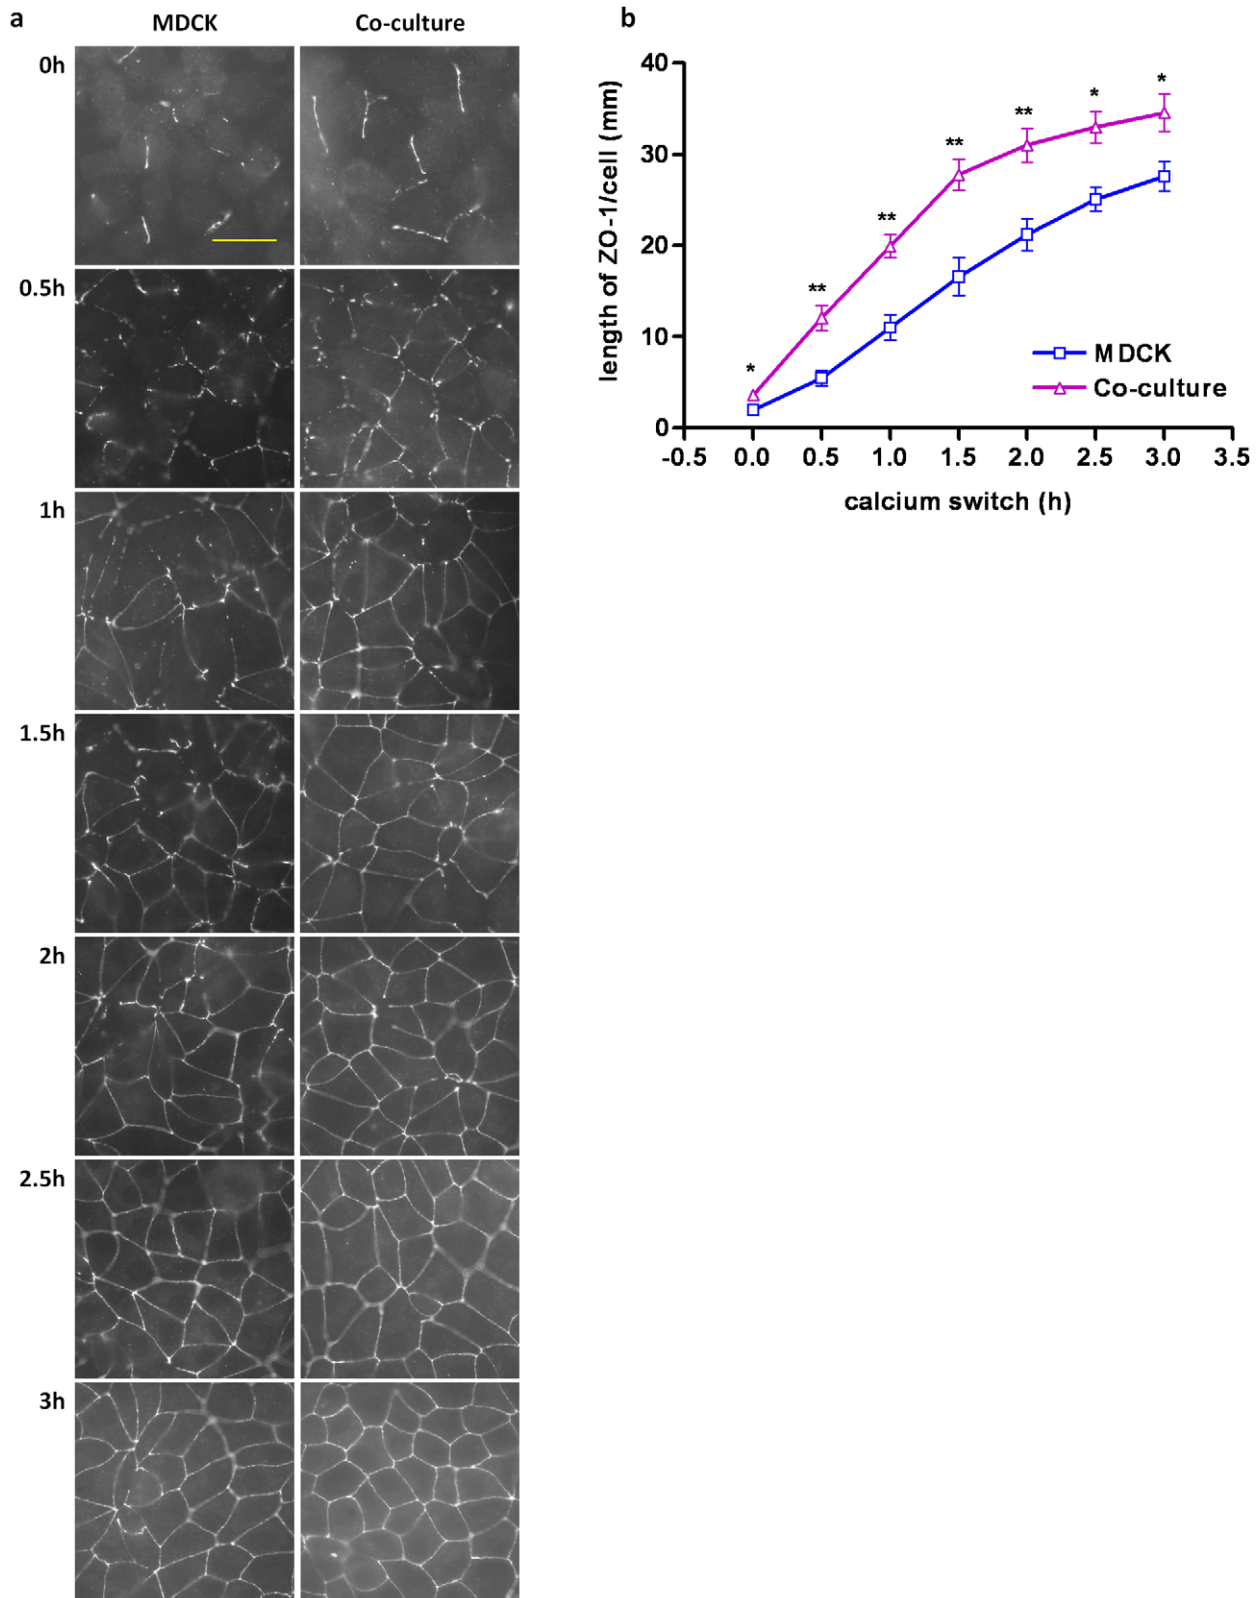 a
MDCK
Co-culture
0h
0.5h
1h
1.5h
2h
2.5h
3h
b
length of ZO-1/cell (mm)
40
30
20
10
0
*
**
**
**
**
*
*
MDCK
Co-culture
-0.5 0.0 0.5 1.0 1.5 2.0 2.5 3.0 3.5
calcium switch (h)